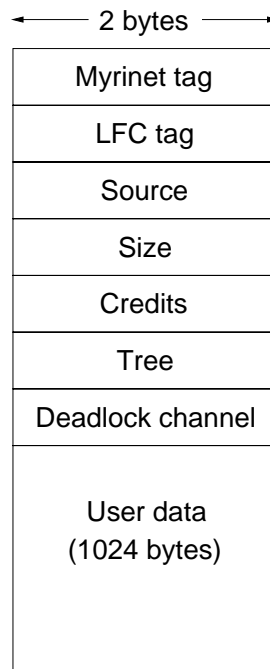 2 bytes
Myrinet tag
LFC tag
Source
Size
Credits
Tree
Deadlock channel
User data
(1024 bytes)